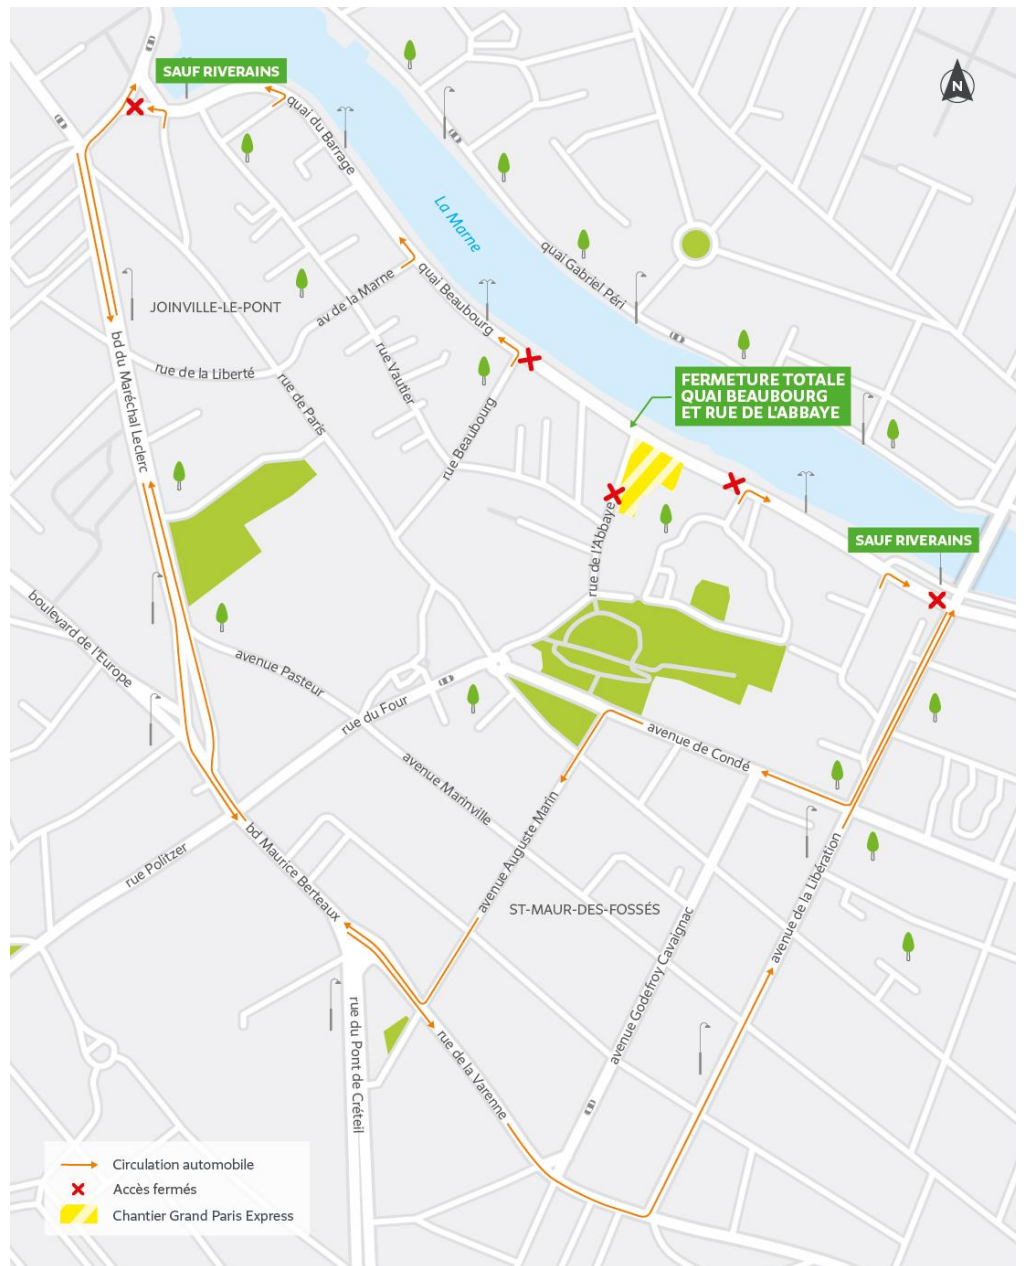 SAUF RIVERAINS
N
quai du Barrage
La Marne
quai Gabriel Péri
JOINVILLE-LE-PONT
av de la Marne
quai Beaubourg
bd du Maréchal Leclerc
rue de la Liberté
rue de Paris
rue Vautier
rue Beaubourg
FERMETURE TOTALE
QUAI BEAUBOURG
ET RUE DE L'ABBAYE
rue de l'Abbaye
SAUF RIVERAINS
boulevard de l'Europe
avenue Pasteur
rue du Four
avenue de Condé
avenue Marinville
avenue Auguste Marin
rue Politzer
bd Maurice Berteaux
ST-MAUR-DES-FOSSÉS
avenue de la Libération
avenue Godefroy Cavaignac
rue du Pont de Créteil
rue de la Varenne
Circulation automobile
Accès fermés
Chantier Grand Paris Express